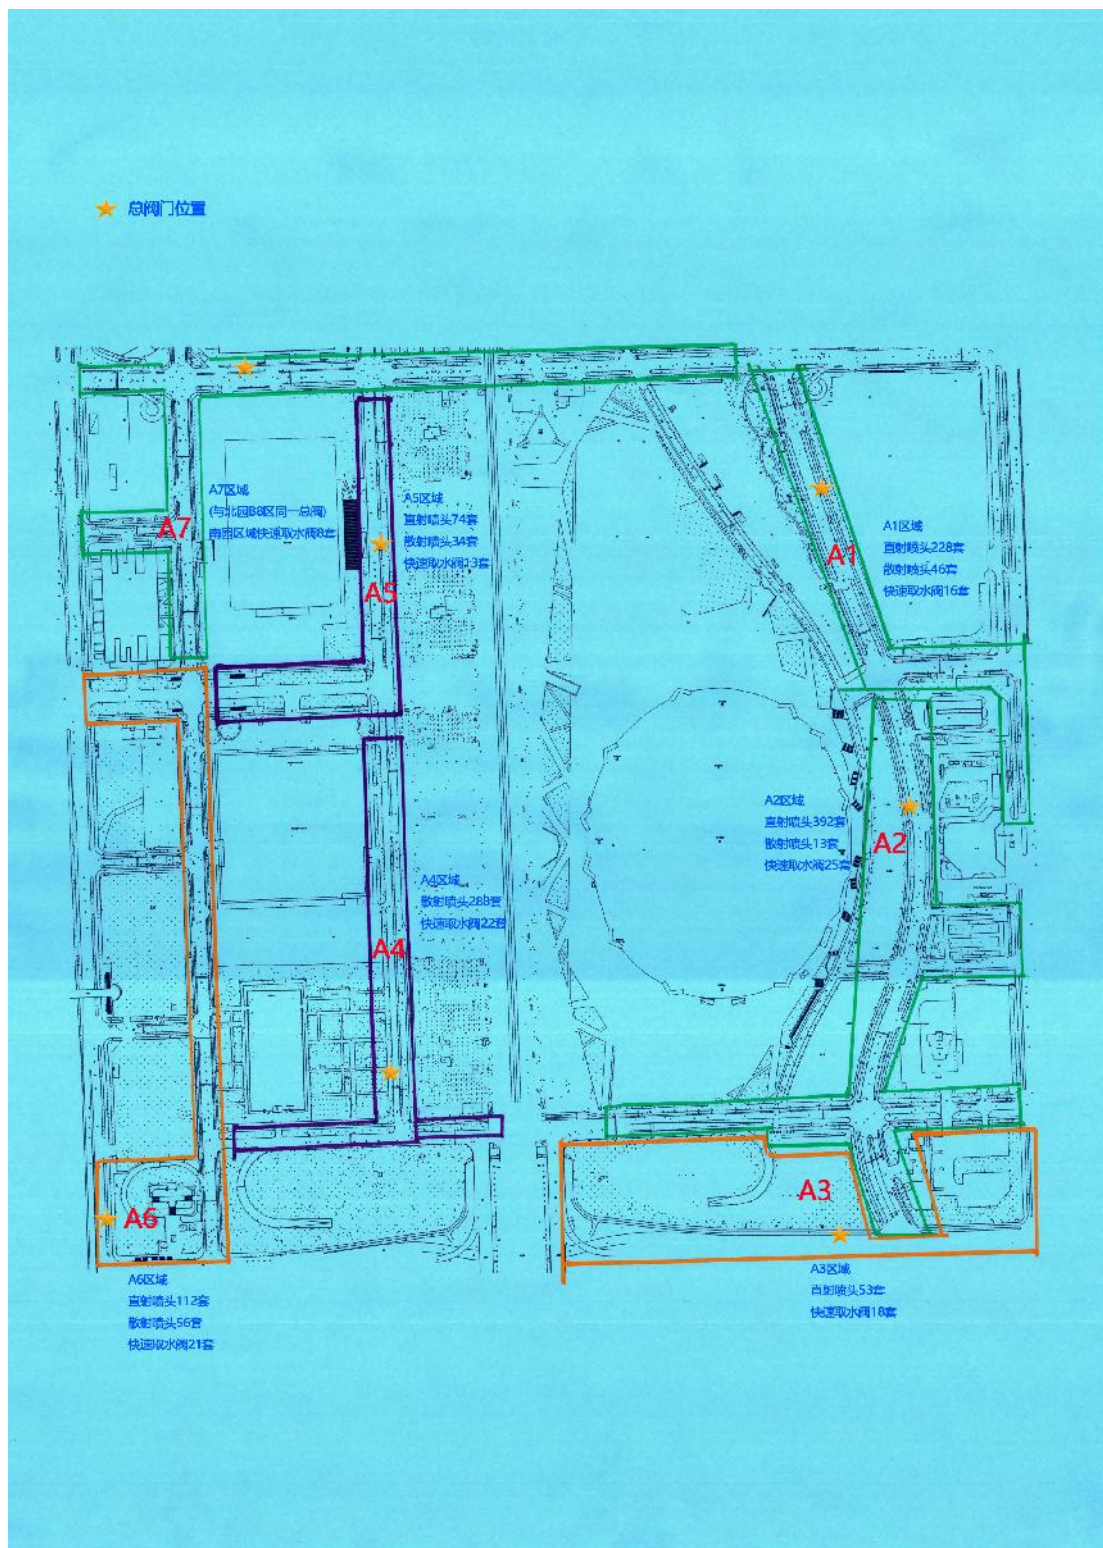 总阀门位置
A7区域
(与北园B8区同一总阀)
南园区域快速取水阀8套
A7
A5区域
直射喷头74套
散射喷头34套
快速取水阀13套
A5
A1区域
直射喷头228套
散射喷头46套
快速取水阀16套
A1
A2区域
直射喷头392套
散射喷头13套
快速取水阀25套
A2
A4区域
散射喷头288套
快速取水阀22套
A4
A3
A3区域
直射喷头53套
快速取水阀18套
A6
A6区域
直射喷头112套
散射喷头56套
快速取水阀21套